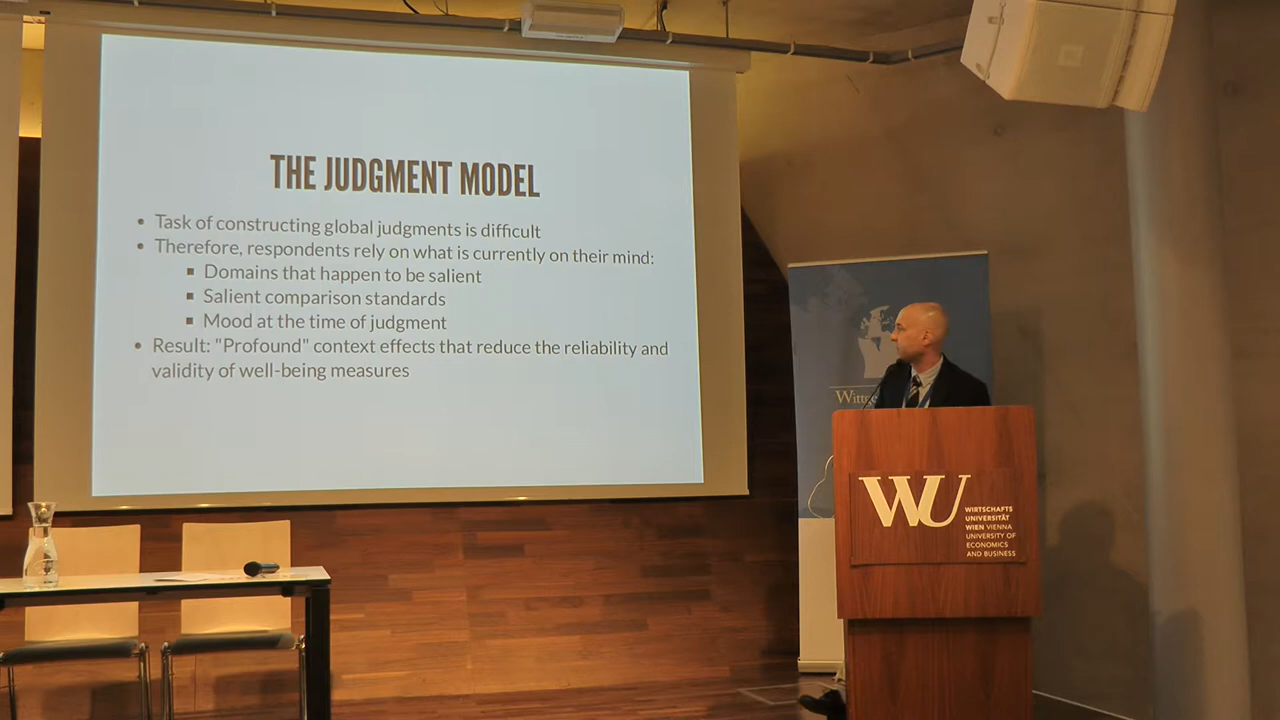 THE JUDGMENT MODEL
• Task of constructing global judgments is difficult
• Therefore, respondents rely on what is currently on their mind:
▪ Domains that happen to be salient
▪ Salient comparison standards
▪ Mood at the time of judgment
• Result: "Profound" context effects that reduce the reliability and
validity of well-being measures
WU
WIRTSCHAFTS
UNIVERSITÄT
WIEN VIENNA
UNIVERSITY OF
ECONOMICS
AND BUSINESS